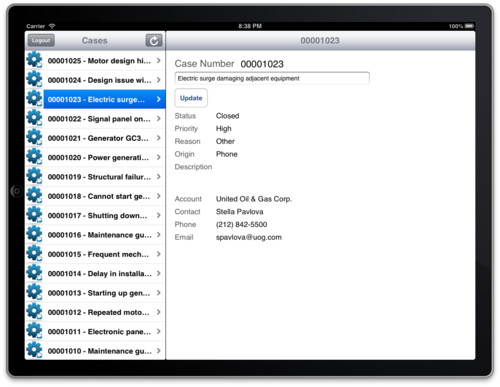 Carrier 8:38 PM 100%
Logout Cases 00001023
00001025 - Motor design hi...
00001024 - Design issue wi...
00001023 - Electric surge...
00001022 - Signal panel on...
00001021 - Generator GC3...
00001020 - Power generati...
00001019 - Structural failur...
00001018 - Cannot start ge...
00001017 - Shutting down...
00001016 - Maintenance gu...
00001015 - Frequent mech...
00001014 - Delay in installa...
00001013 - Starting up gen...
00001012 - Repeated moto...
00001011 - Electronic pane...
00001010 - Maintenance gu...
Case Number 00001023
Electric surge damaging adjacent equipment
Update
Status Closed
Priority High
Reason Other
Origin Phone
Description
Account United Oil & Gas Corp.
Contact Stella Pavlova
Phone (212) 842-5500
Email spavlova@uog.com